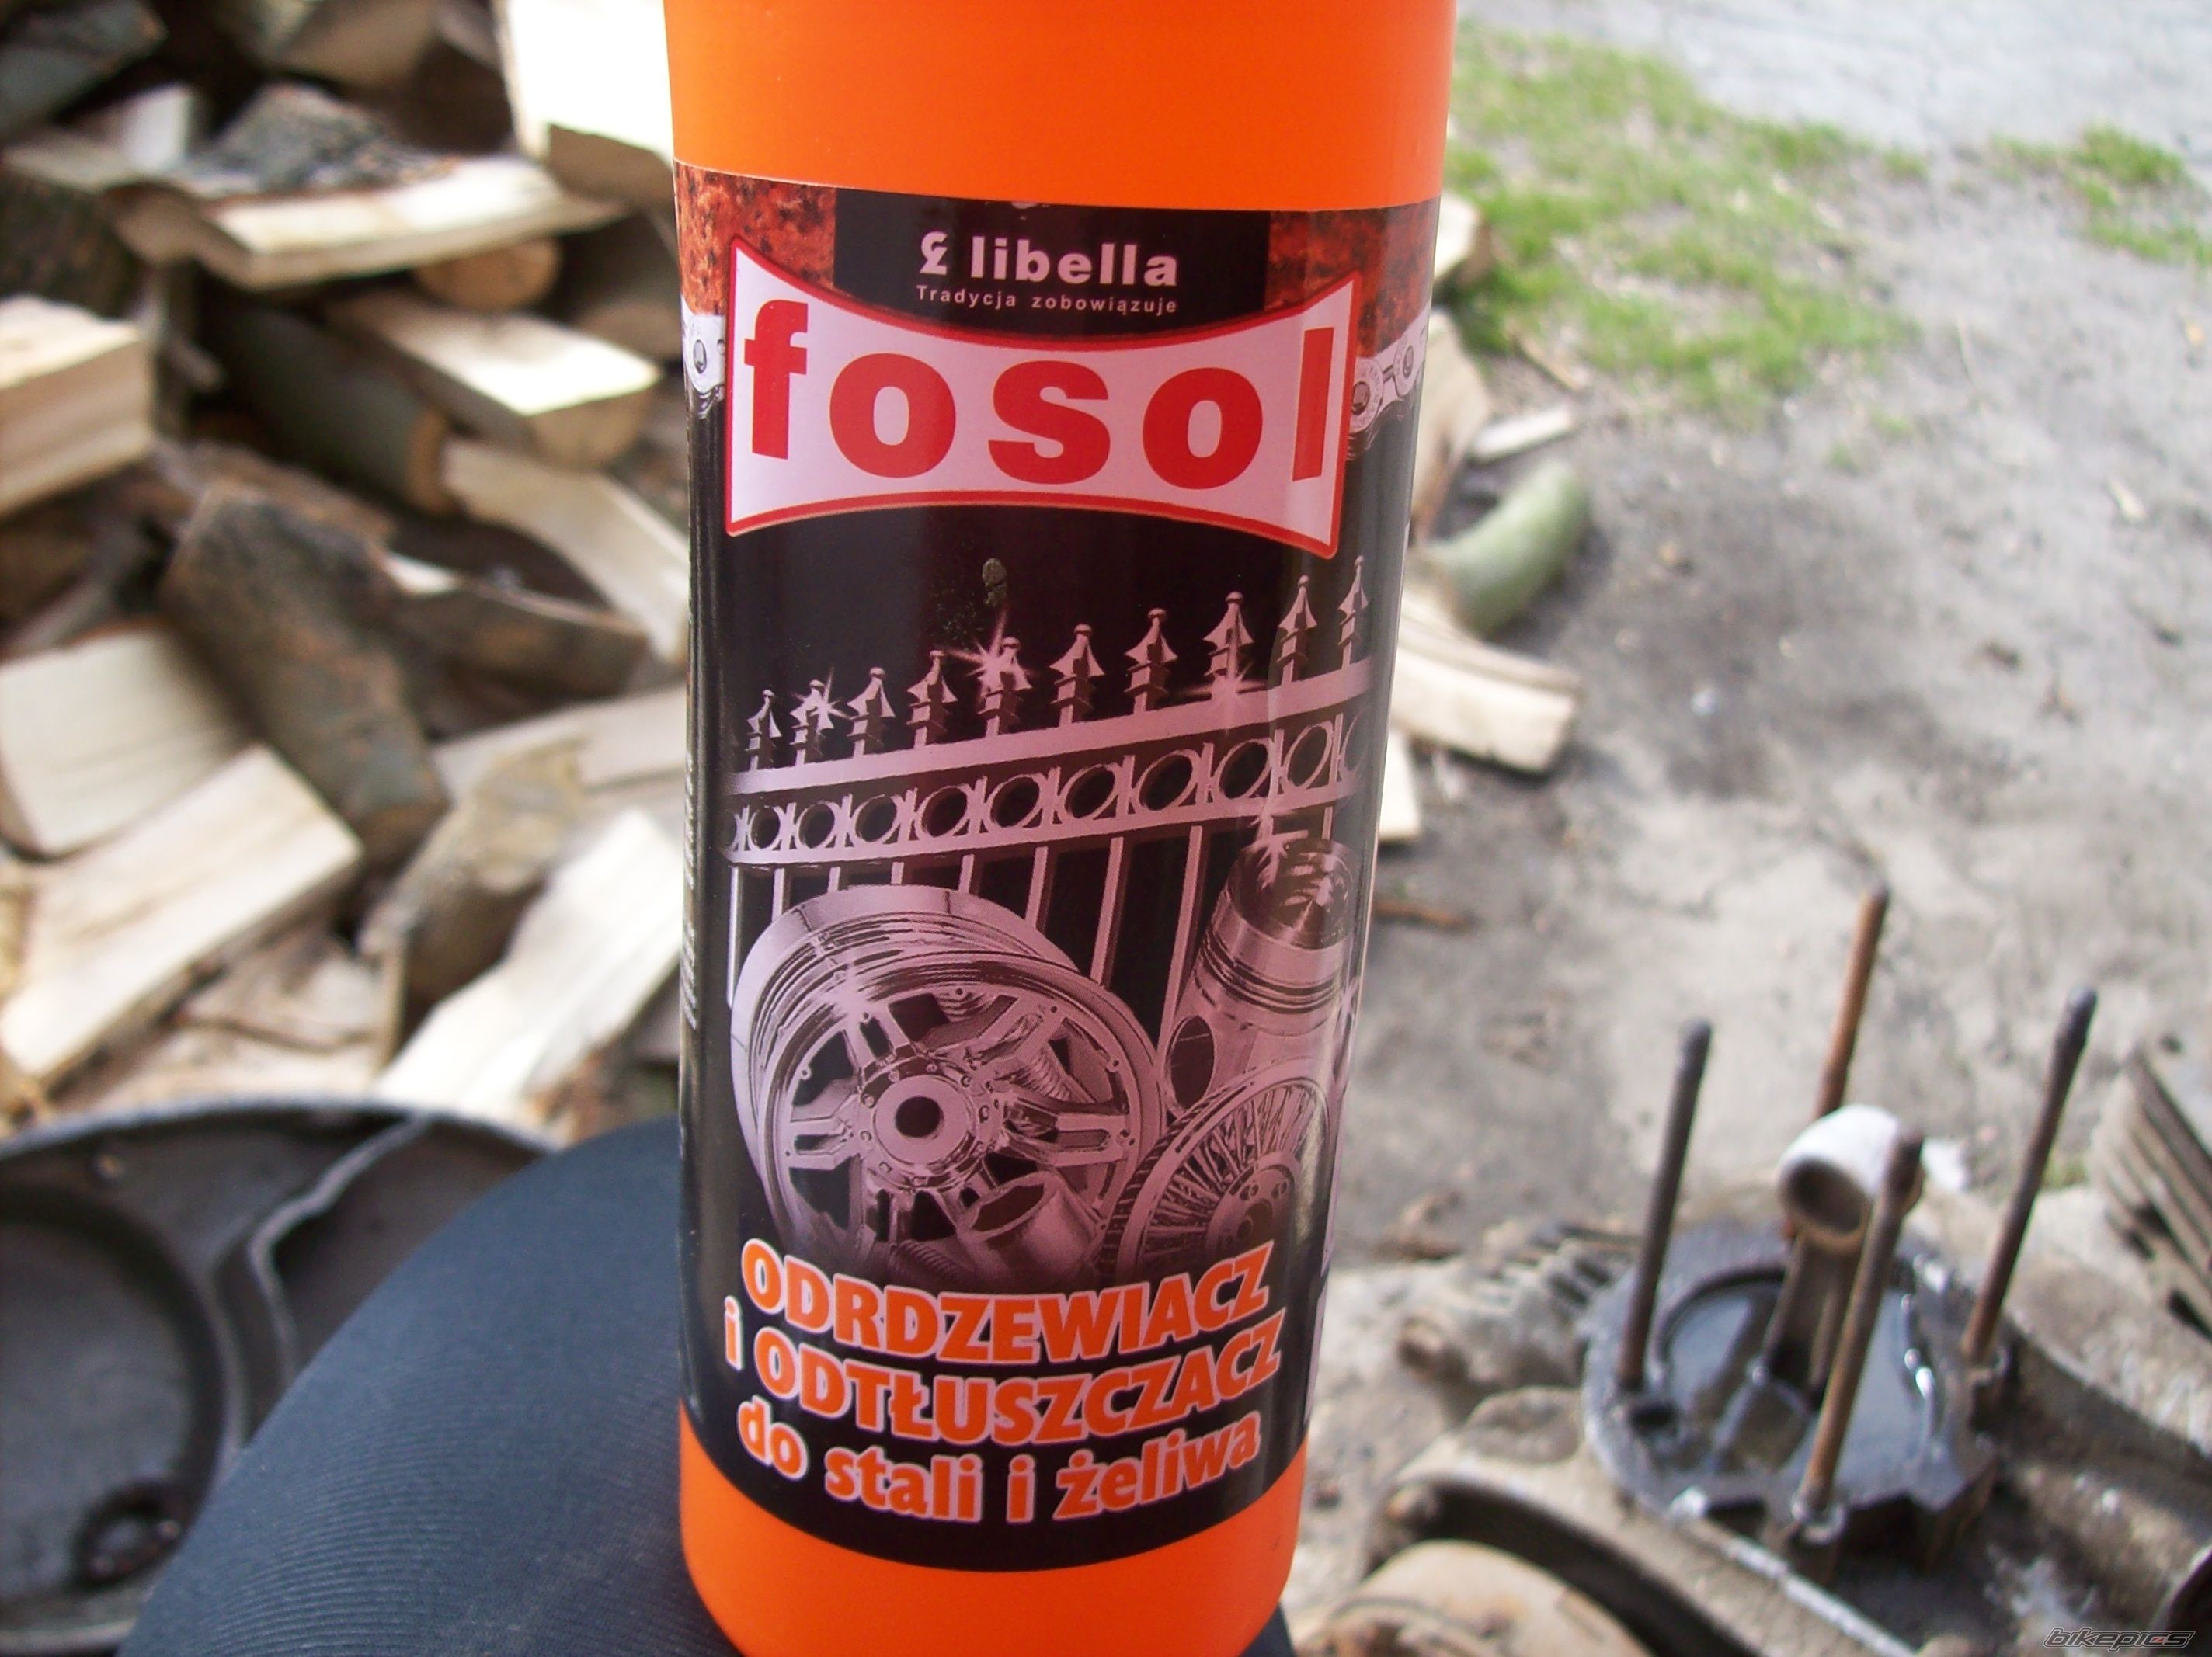 £ libella
Tradycja zobowiązuje
fosol
ODRDZEWIACZ
i ODTŁUSZCZACZ
do stali i żeliwa
bikepics